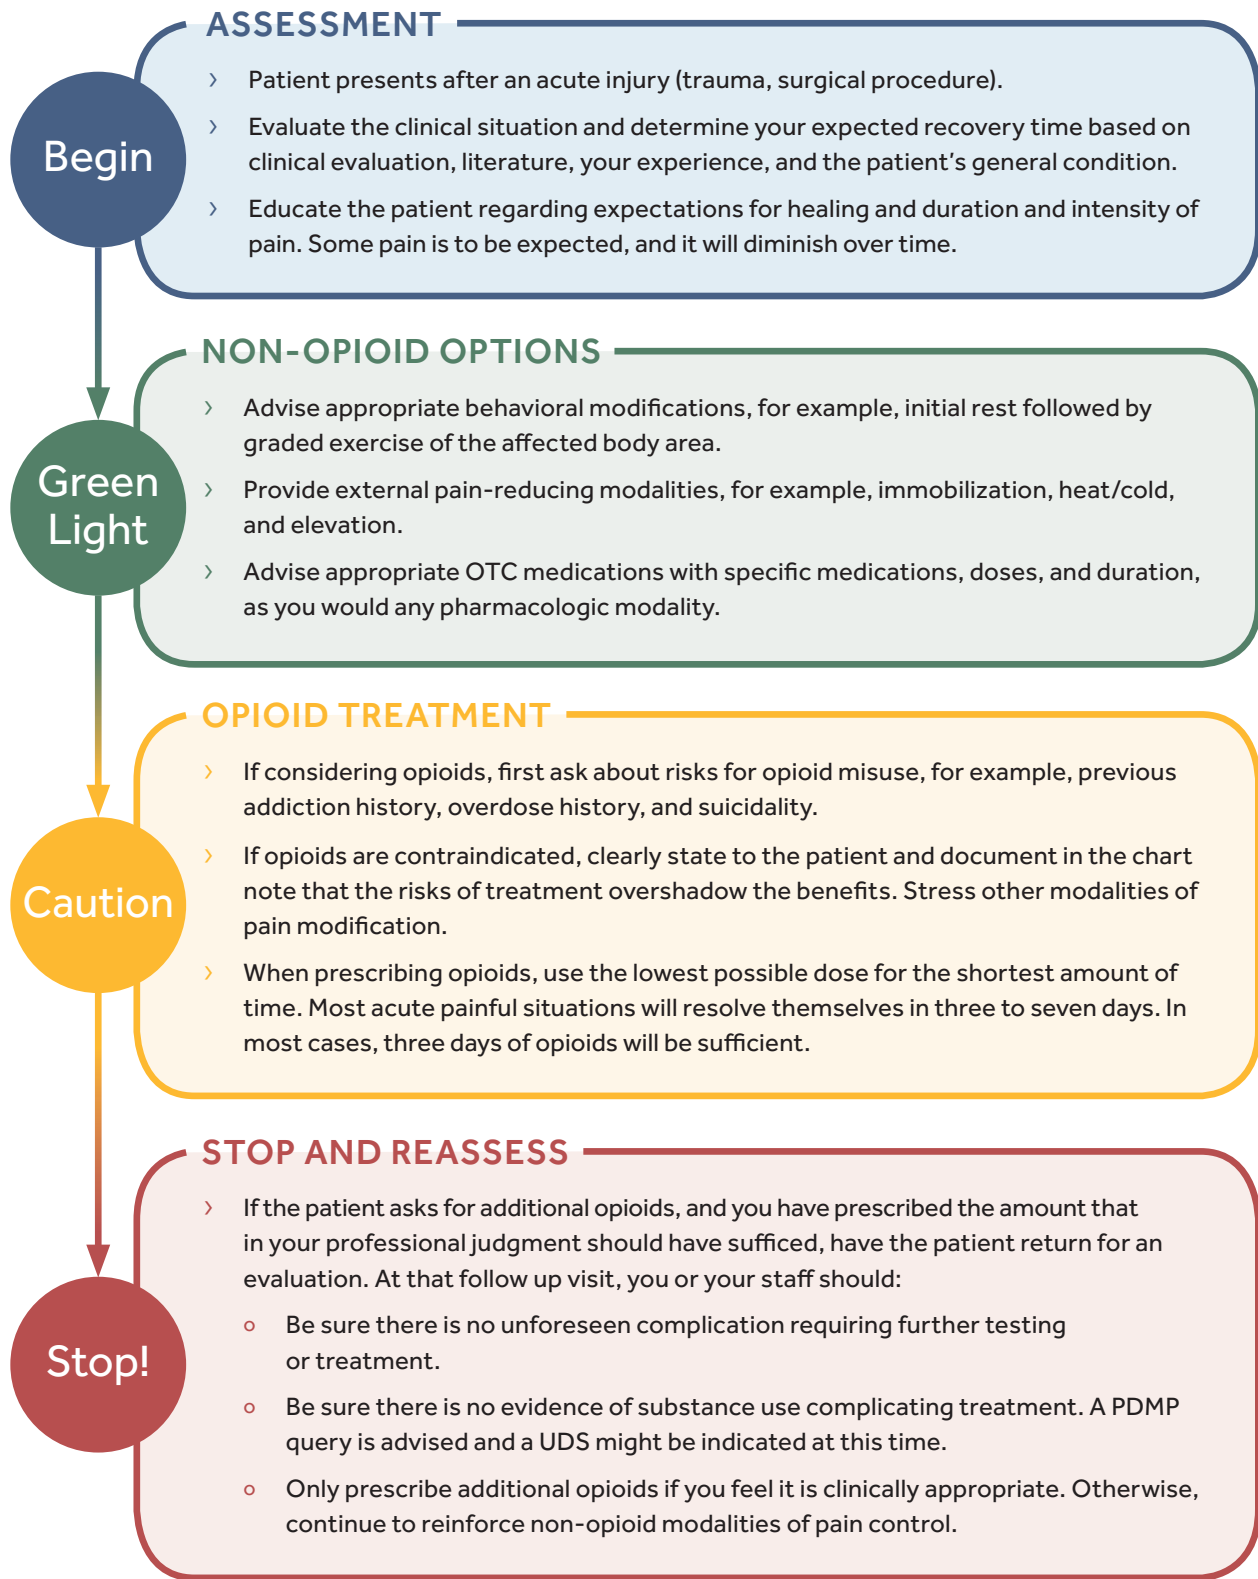 ASSESSMENT
Begin
› Patient presents after an acute injury (trauma, surgical procedure).
› Evaluate the clinical situation and determine your expected recovery time based on
clinical evaluation, literature, your experience, and the patient's general condition.
› Educate the patient regarding expectations for healing and duration and intensity of
pain. Some pain is to be expected, and it will diminish over time.
NON-OPIOID OPTIONS
Green
Light
› Advise appropriate behavioral modifications, for example, initial rest followed by
graded exercise of the affected body area.
› Provide external pain-reducing modalities, for example, immobilization, heat/cold,
and elevation.
› Advise appropriate OTC medications with specific medications, doses, and duration,
as you would any pharmacologic modality.
OPIOID TREATMENT
Caution
› If considering opioids, first ask about risks for opioid misuse, for example, previous
addiction history, overdose history, and suicidality.
› If opioids are contraindicated, clearly state to the patient and document in the chart
note that the risks of treatment overshadow the benefits. Stress other modalities of
pain modification.
› When prescribing opioids, use the lowest possible dose for the shortest amount of
time. Most acute painful situations will resolve themselves in three to seven days. In
most cases, three days of opioids will be sufficient.
STOP AND REASSESS
Stop!
› If the patient asks for additional opioids, and you have prescribed the amount that
in your professional judgment should have sufficed, have the patient return for an
evaluation. At that follow up visit, you or your staff should:
o Be sure there is no unforeseen complication requiring further testing
or treatment.
o Be sure there is no evidence of substance use complicating treatment. A PDMP
query is advised and a UDS might be indicated at this time.
o Only prescribe additional opioids if you feel it is clinically appropriate. Otherwise,
continue to reinforce non-opioid modalities of pain control.